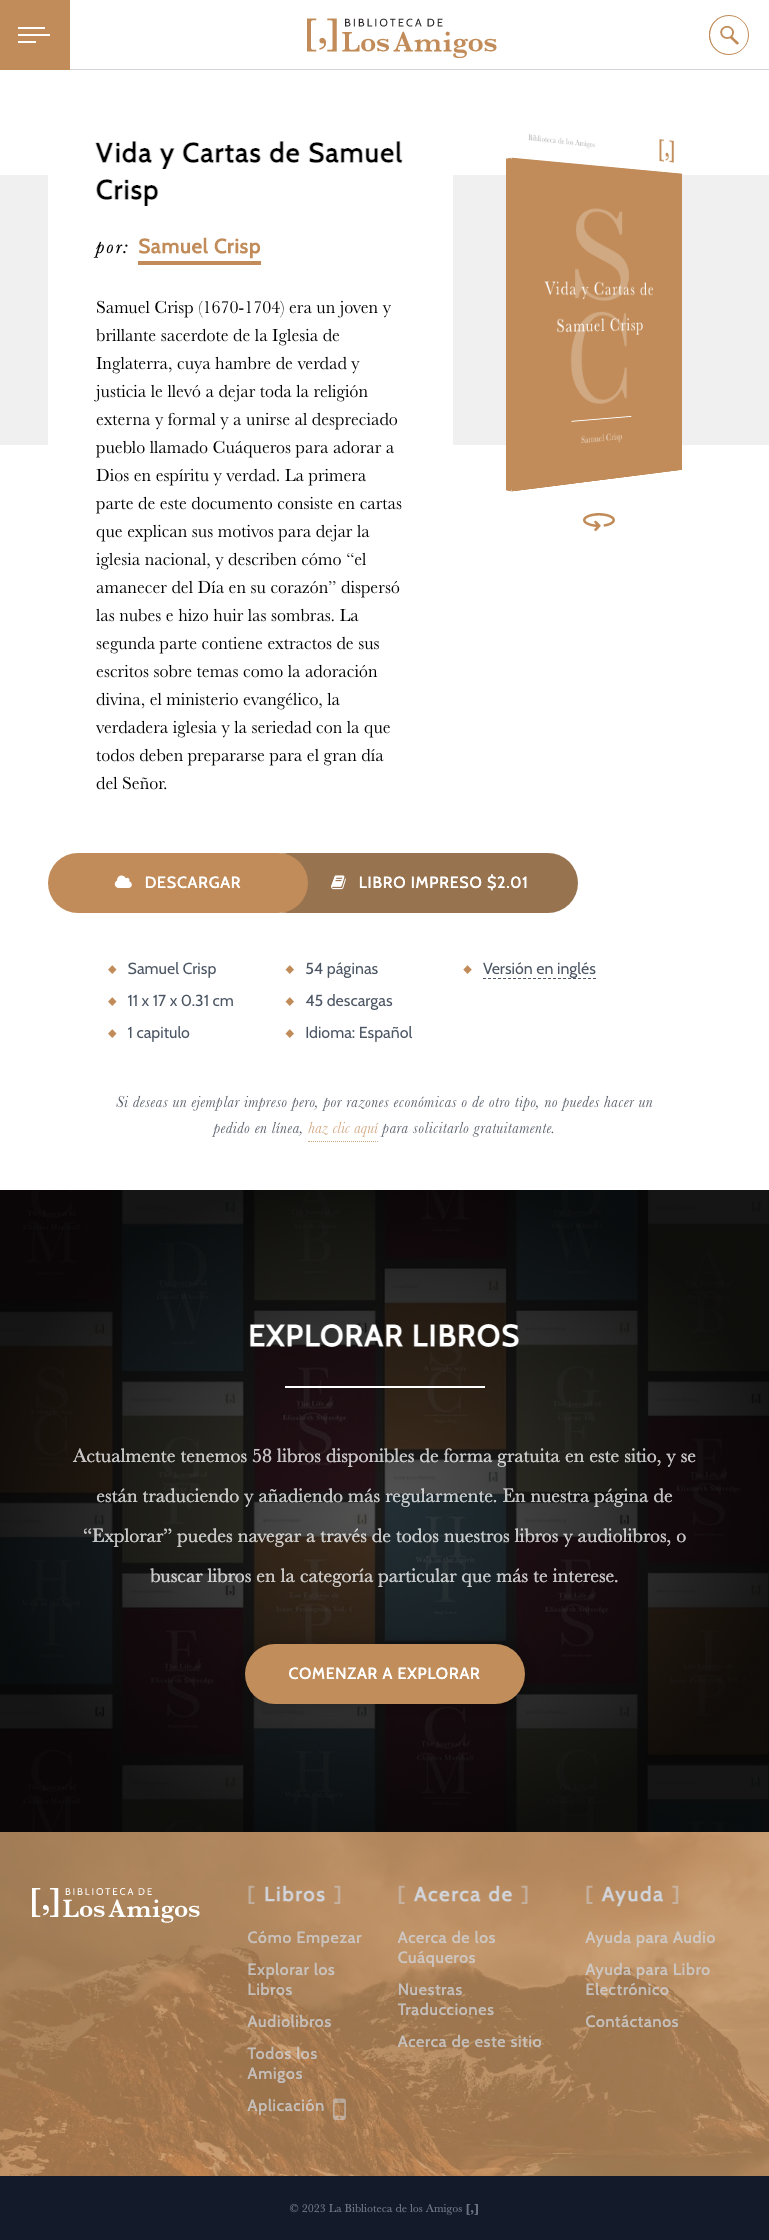 BIBLIOTECA DE
[,] Los Amigos
Vida y Cartas de Samuel
Crisp
por: Samuel Crisp
Samuel Crisp (1670-1704) era un joven y
brillante sacerdote de la Iglesia de
Inglaterra, cuya hambre de verdad y
justicia le llevó a dejar toda la religión
externa y formal y a unirse al despreciado
pueblo llamado Cuáqueros para adorar a
Dios en espíritu y verdad. La primera
parte de este documento consiste en cartas
que explican sus motivos para dejar la
iglesia nacional, y describen cómo “el
amanecer del Día en su corazón” dispersó
las nubes e hizo huir las sombras. La
segunda parte contiene extractos de sus
escritos sobre temas como la adoración
divina, el ministerio evangélico, la
verdadera iglesia y la seriedad con la que
todos deben prepararse para el gran día
del Señor.
Biblioteca de los Amigos
[,]
S
C
Vida y Cartas de
Samuel Crisp
Samuel Crisp
DESCARGAR
LIBRO IMPRESO $2.01
Samuel Crisp
11 x 17 x 0.31 cm
1 capitulo
54 páginas
45 descargas
Idioma: Español
Versión en inglés
Si deseas un ejemplar impreso pero, por razones económicas o de otro tipo, no puedes hacer un
pedido en línea, haz clic aquí para solicitarlo gratuitamente.
EXPLORAR LIBROS
Actualmente tenemos 58 libros disponibles de forma gratuita en este sitio, y se
están traduciendo y añadiendo más regularmente. En nuestra página de
“Explorar” puedes navegar a través de todos nuestros libros y audiolibros, o
buscar libros en la categoría particular que más te interese.
COMENZAR A EXPLORAR
BIBLIOTECA DE
[,] Los Amigos
[ Libros ]
Cómo Empezar
Explorar los
Libros
Audiolibros
Todos los
Amigos
Aplicación
[ Acerca de ]
Acerca de los
Cuáqueros
Nuestras
Traducciones
Acerca de este sitio
[ Ayuda ]
Ayuda para Audio
Ayuda para Libro
Electrónico
Contáctanos
© 2023 La Biblioteca de los Amigos [,]